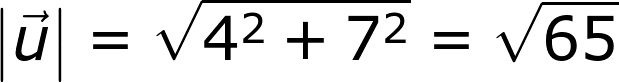 |u⃗| = √4² + 7² = √65